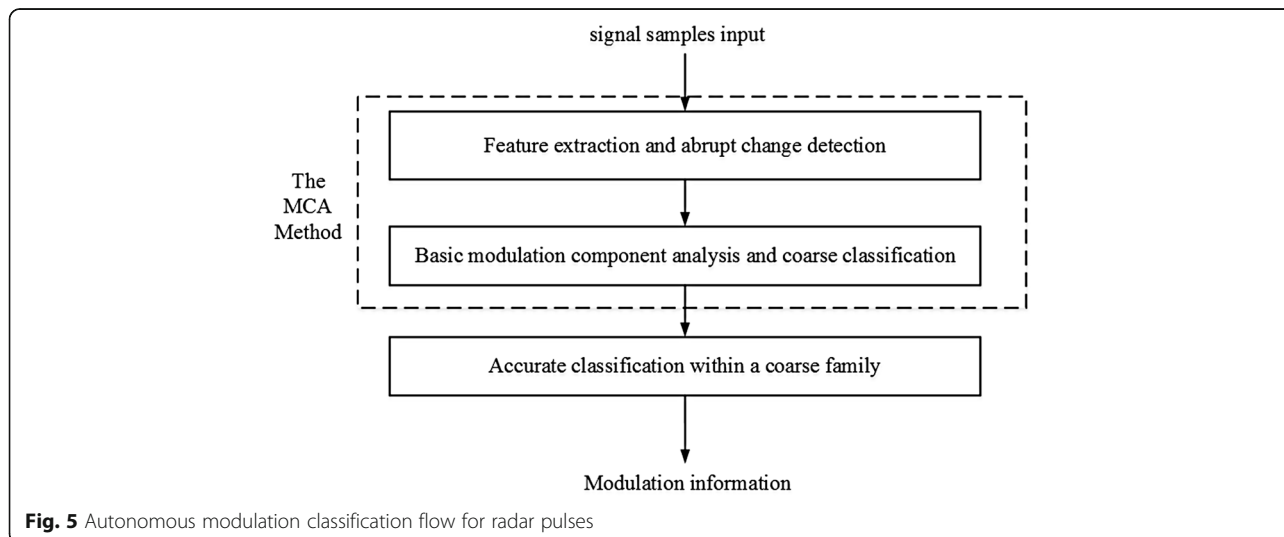 signal samples input
Feature extraction and abrupt change detection
The
MCA
Method
Basic modulation component analysis and coarse classification
Accurate classification within a coarse family
Modulation information
Fig. 5 Autonomous modulation classification flow for radar pulses